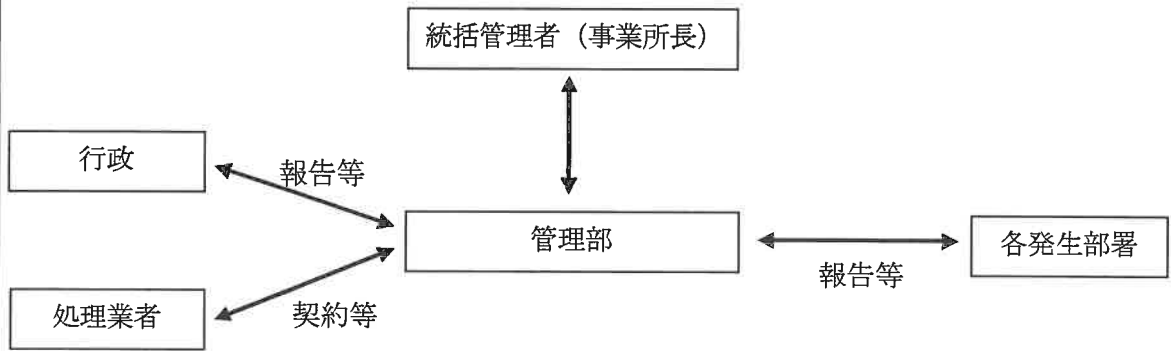 統括管理者（事業所長）
行政
報告等
管理部
各発生部署
報告等
処理業者
契約等